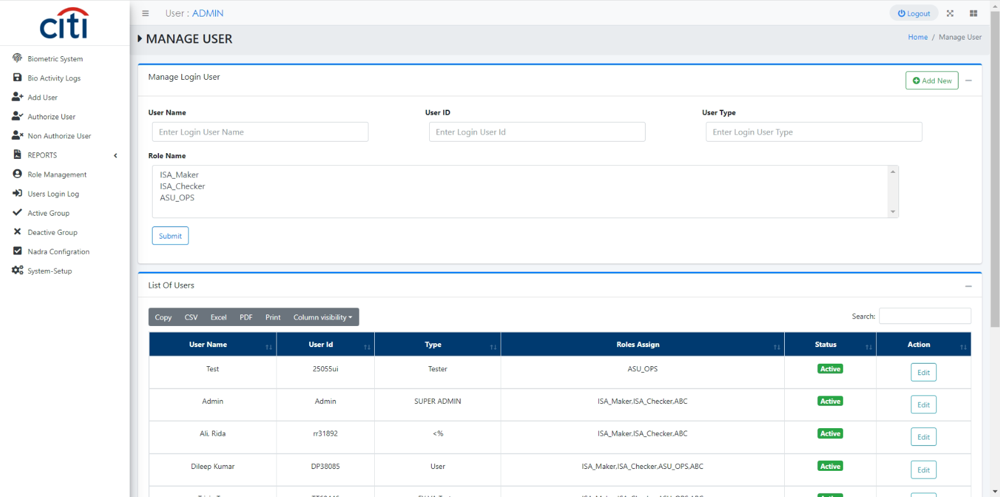 citi
User : ADMIN
Logout
MANAGE USER
Home / Manage User
Biometric System
Bio Activity Logs
Add User
Authorize User
Non Authorize User
REPORTS
Role Management
Users Login Log
Active Group
Deactive Group
Nadra Configration
System-Setup
Manage Login User
Add New
User Name
User ID
User Type
Enter Login User Name
Enter Login User Id
Enter Login User Type
Role Name
ISA_Maker
ISA_Checker
ASU_OPS
Submit
List Of Users
Copy CSV Excel PDF Print Column visibility
Search:
User Name User Id Type Roles Assign Status Action
Test 25055ui Tester ASU_OPS Active Edit
Admin Admin SUPER ADMIN ISA_Maker,ISA_Checker,ABC Active Edit
Ali, Rida rr31892 <% ISA_Maker,ISA_Checker,ABC Active Edit
Dileep Kumar DP38085 User ISA_Maker,ISA_Checker,ASU_OPS,ABC Active Edit